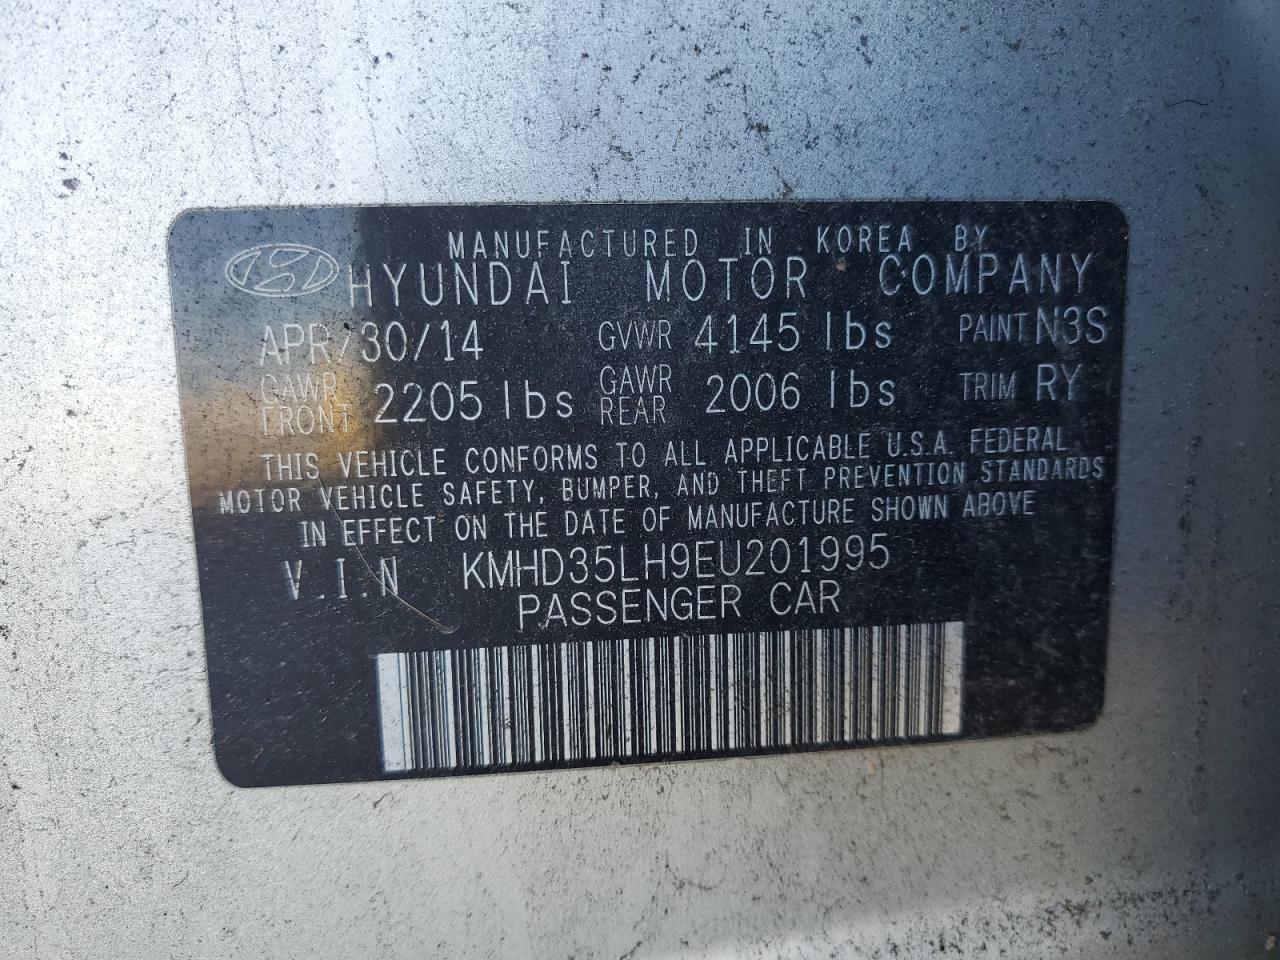 MANUFACTURED IN KOREA BY
HYUNDAI MOTOR COMPANY
APR/30/14 GVWR 4145 lbs PAINT N3S
GAWR FRONT 2205 lbs GAWR REAR 2006 lbs TRIM RY
THIS VEHICLE CONFORMS TO ALL APPLICABLE U.S.A. FEDERAL
MOTOR VEHICLE SAFETY, BUMPER, AND THEFT PREVENTION STANDARDS
IN EFFECT ON THE DATE OF MANUFACTURE SHOWN ABOVE
V.I.N KMHD35LH9EU201995
PASSENGER CAR